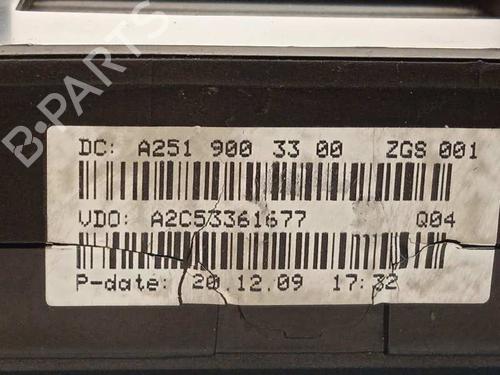 B-PARTS
DC: A251 900 33 00 ZGS 001
VDO: A2C53361677 Q04
P-date: 20.12.09 17:32